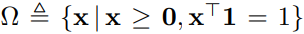 Ω ≜ {x | x ≥ 0, x⊤1 = 1}